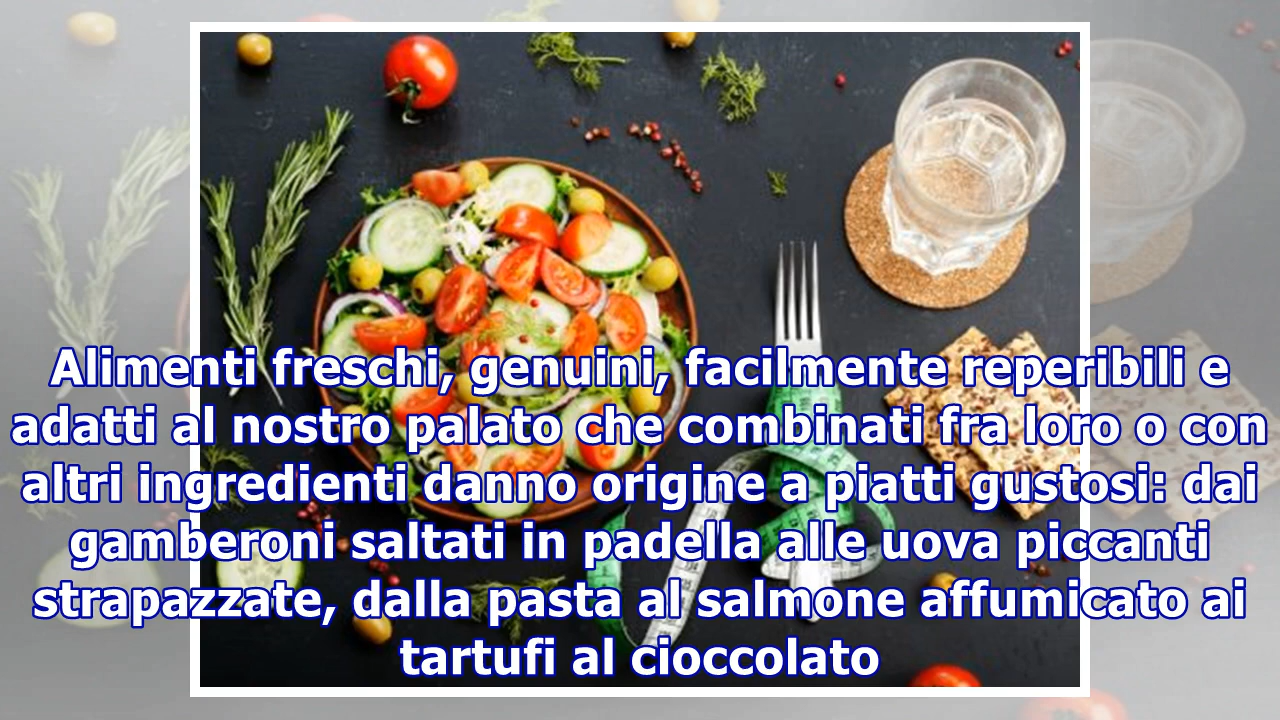 Alimenti freschi, genuini, facilmente reperibili e
adatti al nostro palato che combinati fra loro o con
altri ingredienti danno origine a piatti gustosi: dai
gamberoni saltati in padella alle uova piccanti
strapazzate, dalla pasta al salmone affumicato ai
tartufi al cioccolato